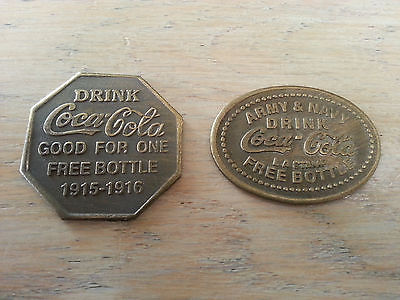 DRINK
Coca-Cola
GOOD FOR ONE
FREE BOTTLE
1915-1916
ARMY & NAVY
DRINK
Coca-Cola
FREE BOTTLE